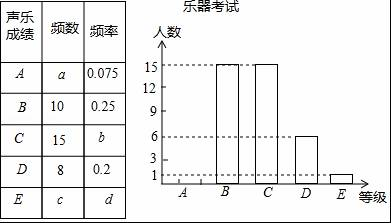 声乐成绩 频数 频率
A a 0.075
B 10 0.25
C 15 b
D 8 0.2
E c d
乐器考试
人数
15
12
9
6
3
1
A B C D E 等级